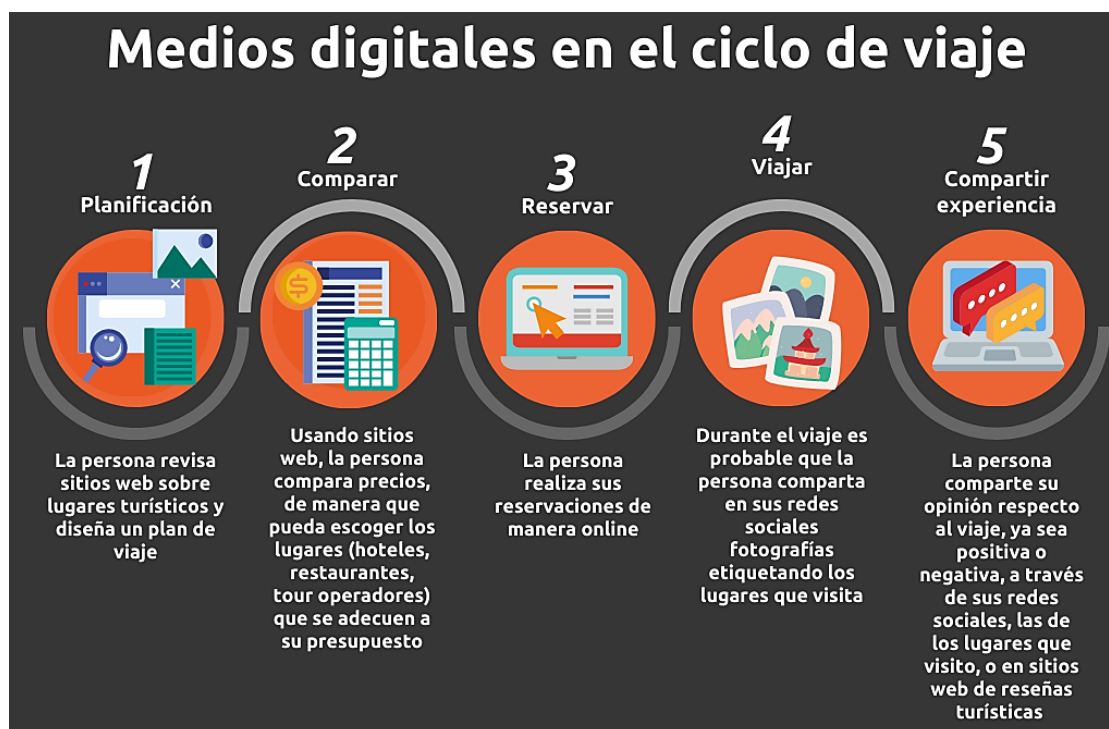 Medios digitales en el ciclo de viaje
1
Planificación
La persona revisa
sitios web sobre
lugares turísticos y
diseña un plan de
viaje
2
Comparar
Usando sitios
web, la persona
compara precios,
de manera que
pueda escoger los
lugares (hoteles,
restaurantes,
tour operadores)
que se adecuen a
su presupuesto
3
Reservar
La persona
realiza sus
reservaciones de
manera online
4
Viajar
Durante el viaje es
probable que la
persona comparta
en sus redes
sociales
fotografías
etiquetando los
lugares que visita
5
Compartir
experiencia
La persona
comparte su
opinión respecto
al viaje, ya sea
positiva o
negativa, a través
de sus redes
sociales, las de
los lugares que
visito, o en sitios
web de reseñas
turísticas